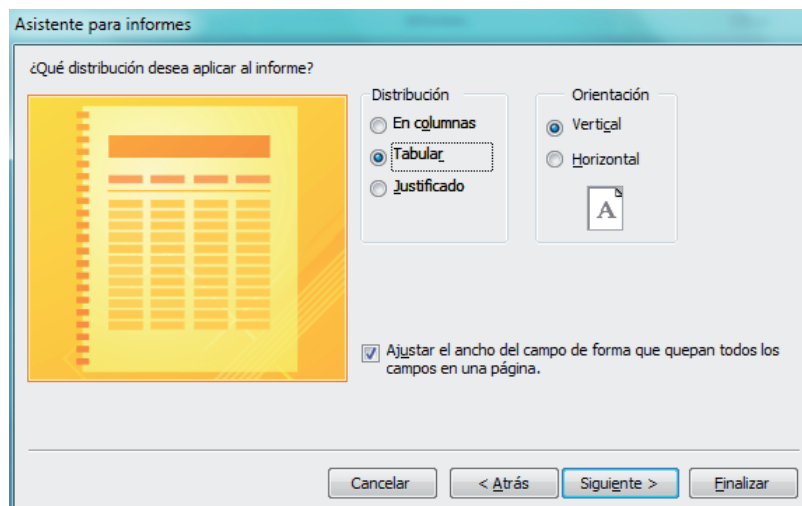 Asistente para informes
¿Qué distribución desea aplicar al informe?
Distribución
En columnas
Tabular
Justificado
Orientación
Vertical
Horizontal
A
Ajustar el ancho del campo de forma que quepan todos los
campos en una página.
Cancelar
< Atrás
Siguiente >
Finalizar